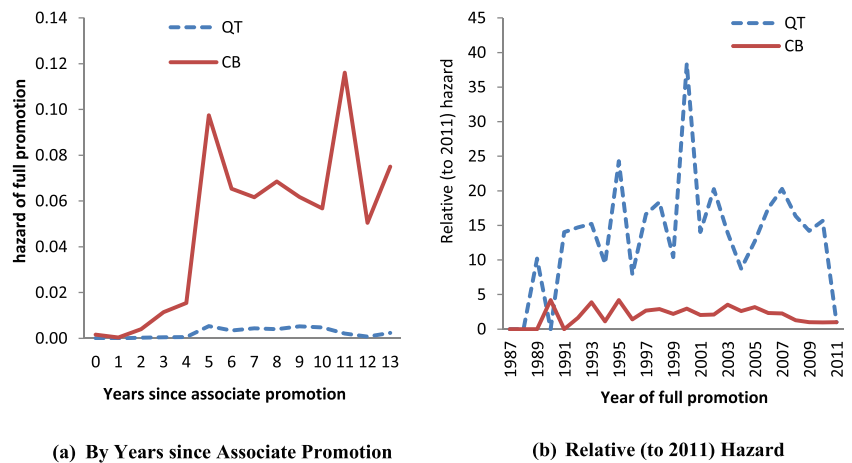 0.14
0.12
0.10
0.08
0.06
0.04
0.02
0.00
hazard of full promotion
QT
CB
0 1 2 3 4 5 6 7 8 9 10 11 12 13
Years since associate promotion
(a) By Years since Associate Promotion
45
40
35
30
25
20
15
10
5
0
Relative (to 2011) hazard
QT
CB
1987 1989 1991 1993 1995 1997 1999 2001 2003 2005 2007 2009 2011
Year of full promotion
(b) Relative (to 2011) Hazard